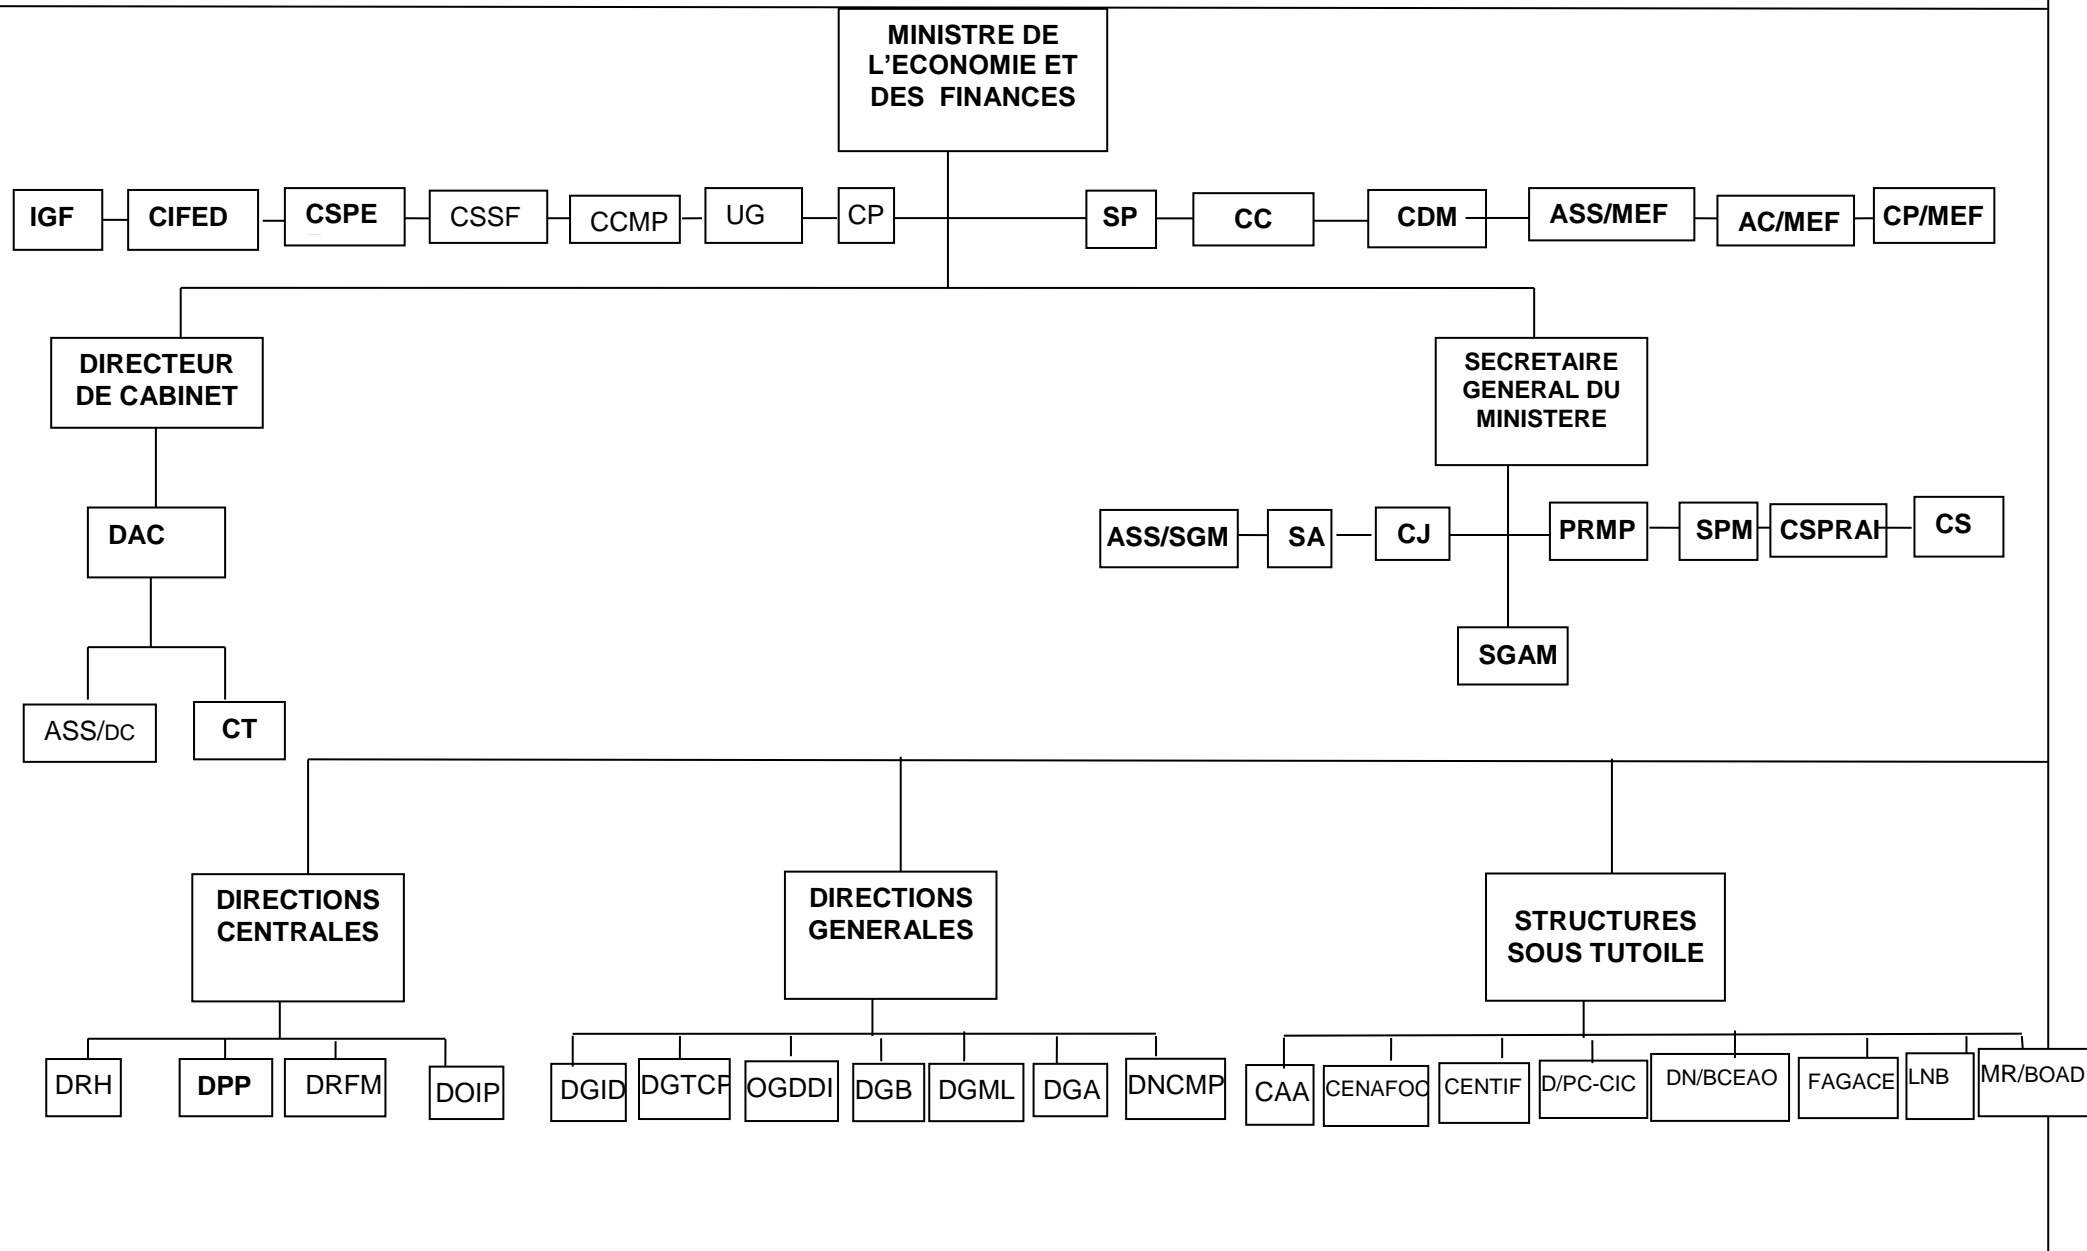 MINISTRE DE
L’ECONOMIE ET
DES FINANCES
IGF
CIFED
CSPE
CSSF
CCMP
UG
CP
SP
CC
CDM
ASS/MEF
AC/MEF
CP/MEF
DIRECTEUR
DE CABINET
SECRETAIRE
GENERAL DU
MINISTERE
DAC
ASS/SGM
SA
CJ
PRMP
SPM
CSPRAI
CS
SGAM
ASS/DC
CT
DIRECTIONS
CENTRALES
DIRECTIONS
GENERALES
STRUCTURES
SOUS TUTOILE
DRH
DPP
DRFM
DOIP
DGID
DGTCP
OGDDI
DGB
DGML
DGA
DNCMP
CAA
CENAFOC
CENTIF
D/PC-CIC
DN/BCEAO
FAGACE
LNB
MR/BOAD